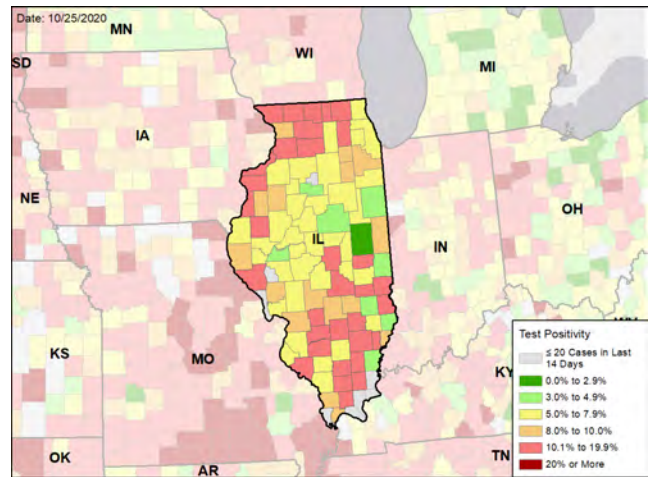 Date: 10/25/2020
MN
SD
WI
MI
IA
NE
OH
IL
IN
KS
MO
KY
OK
AR
TN
Test Positivity
≤ 20 Cases in Last
14 Days
0.0% to 2.9%
3.0% to 4.9%
5.0% to 7.9%
8.0% to 10.0%
10.1% to 19.9%
20% or More